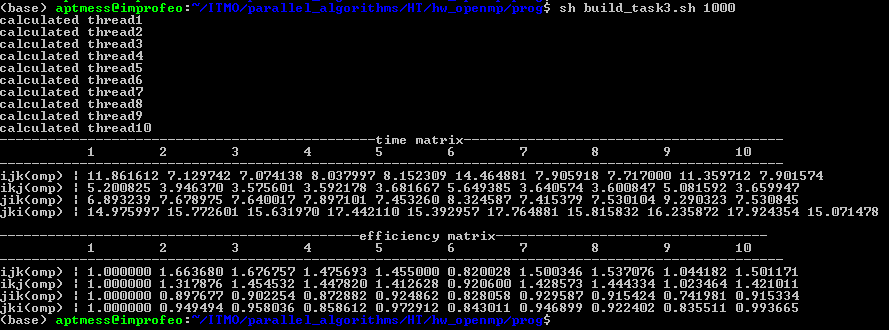 (base) aptmess@improfeo:~/ITMO/parallel_algorithms/HT/hw_openmp/prog$ sh build_task3.sh 1000
calculated thread1
calculated thread2
calculated thread3
calculated thread4
calculated thread5
calculated thread6
calculated thread7
calculated thread8
calculated thread9
calculated thread10
-----------------------------------------------time matrix----------------------------------------
1 2 3 4 5 6 7 8 9 10
--------------------------------------------------------------------------------------------------
ijk(omp) | 11.861612 7.129742 7.074138 8.037997 8.152309 14.464881 7.905918 7.717000 11.359712 7.901574
ikj(omp) | 5.200825 3.946370 3.575601 3.592178 3.681667 5.649385 3.640574 3.600847 5.081592 3.659947
jik(omp) | 6.893239 7.678975 7.640017 7.897101 7.453260 8.324587 7.415379 7.530104 9.290323 7.530845
jki(omp) | 14.975997 15.772601 15.631970 17.442110 15.392957 17.764881 15.815832 16.235872 17.924354 15.071478
---------------------------------------------efficiency matrix----------------------------------
1 2 3 4 5 6 7 8 9 10
--------------------------------------------------------------------------------------------------
ijk(omp) | 1.000000 1.663680 1.676757 1.475693 1.455000 0.820028 1.500346 1.537076 1.044182 1.501171
ikj(omp) | 1.000000 1.317876 1.454532 1.447820 1.412628 0.920600 1.428573 1.444334 1.023464 1.421011
jik(omp) | 1.000000 0.897677 0.902254 0.872882 0.924862 0.828058 0.929587 0.915424 0.741981 0.915334
jki(omp) | 1.000000 0.949494 0.958036 0.858612 0.972912 0.843011 0.946899 0.922402 0.835511 0.993665
(base) aptmess@improfeo:~/ITMO/parallel_algorithms/HT/hw_openmp/prog$